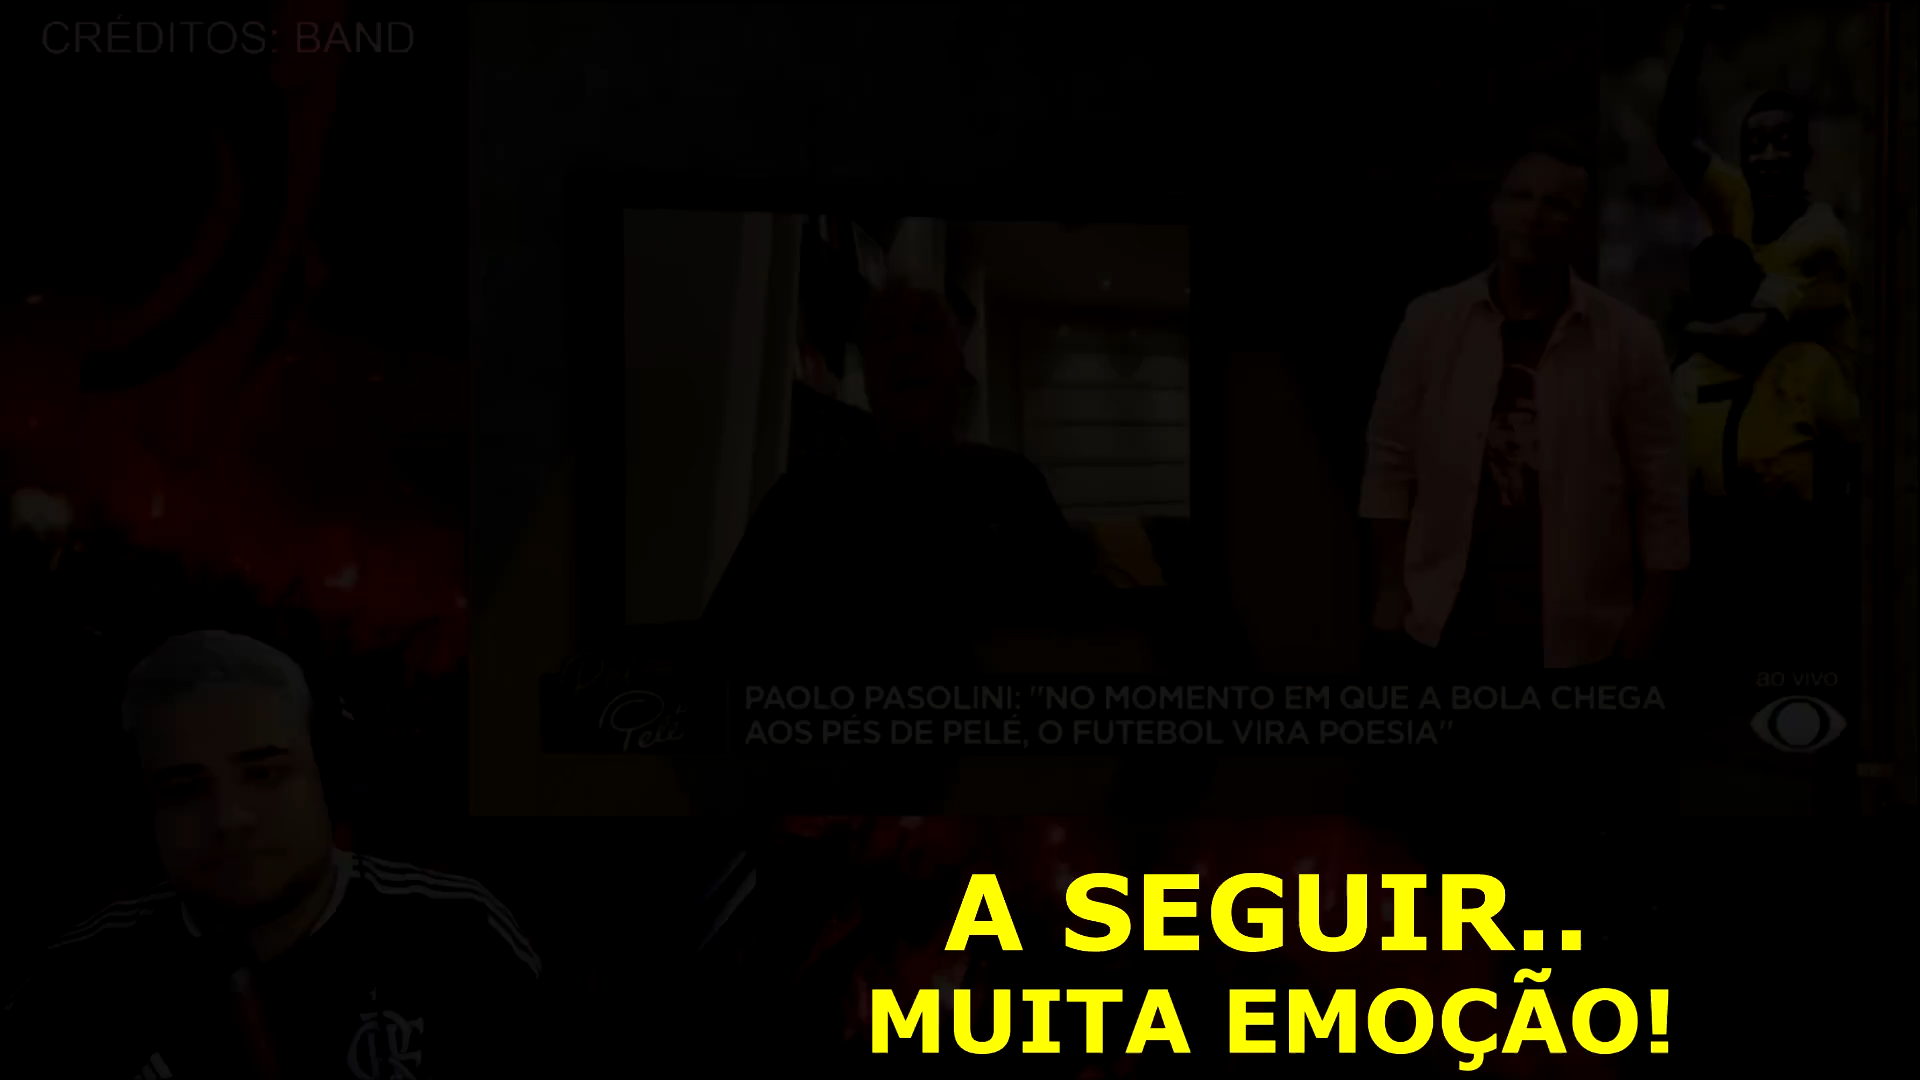 CRÉDITOS: BAND
Pelé
PAOLO PASOLINI: "NO MOMENTO EM QUE A BOLA CHEGA
AOS PÉS DE PELÉ, O FUTEBOL VIRA POESIA"
ao vivo
A SEGUIR..
MUITA EMOÇÃO!